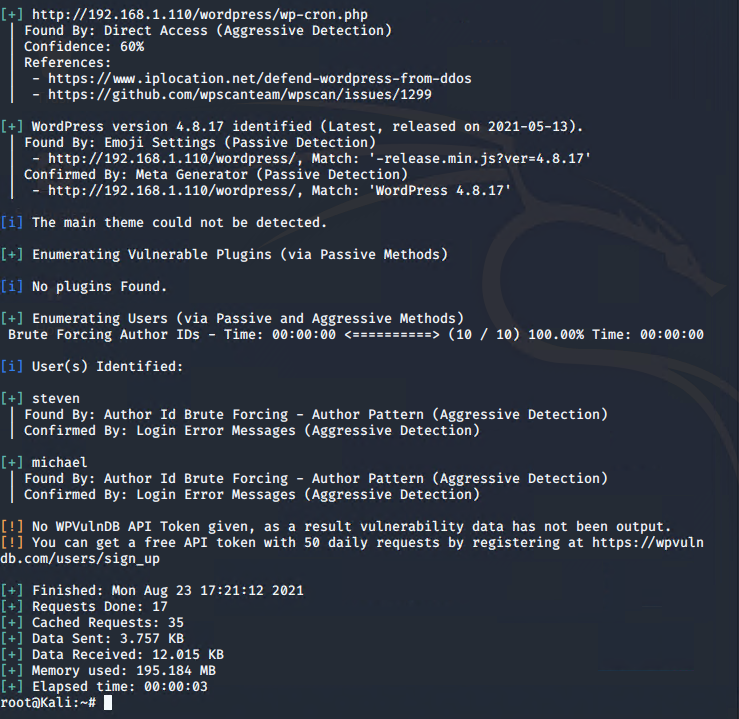 [+] http://192.168.1.110/wordpress/wp-cron.php
| Found By: Direct Access (Aggressive Detection)
| Confidence: 60%
| References:
|  - https://www.iplocation.net/defend-wordpress-from-ddos
|  - https://github.com/wpscanteam/wpscan/issues/1299
[+] WordPress version 4.8.17 identified (Latest, released on 2021-05-13).
| Found By: Emoji Settings (Passive Detection)
|  - http://192.168.1.110/wordpress/, Match: '-release.min.js?ver=4.8.17'
| Confirmed By: Meta Generator (Passive Detection)
|  - http://192.168.1.110/wordpress/, Match: 'WordPress 4.8.17'
[i] The main theme could not be detected.
[+] Enumerating Vulnerable Plugins (via Passive Methods)
[i] No plugins Found.
[+] Enumerating Users (via Passive and Aggressive Methods)
Brute Forcing Author IDs - Time: 00:00:00 <==========> (10 / 10) 100.00% Time: 00:00:00
[i] User(s) Identified:
[+] steven
| Found By: Author Id Brute Forcing - Author Pattern (Aggressive Detection)
| Confirmed By: Login Error Messages (Aggressive Detection)
[+] michael
| Found By: Author Id Brute Forcing - Author Pattern (Aggressive Detection)
| Confirmed By: Login Error Messages (Aggressive Detection)
[!] No WPVulnDB API Token given, as a result vulnerability data has not been output.
[!] You can get a free API token with 50 daily requests by registering at https://wpvuln
db.com/users/sign_up
[+] Finished: Mon Aug 23 17:21:12 2021
[+] Requests Done: 17
[+] Cached Requests: 35
[+] Data Sent: 3.757 KB
[+] Data Received: 12.015 KB
[+] Memory used: 195.184 MB
[+] Elapsed time: 00:00:03
root@Kali:~#